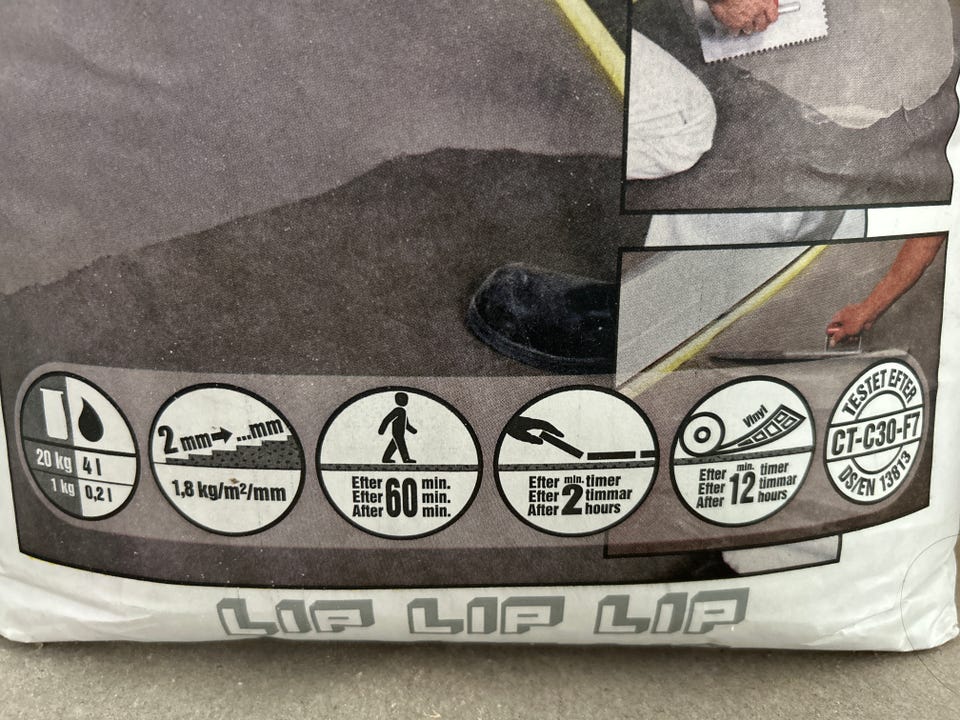 20 kg 4 l
1 kg 0,2 l
2 mm ...mm
1,8 kg/m²/mm
Efter
Efter 60 min.
After min.
min.
Efter min. timer
Efter 2 timmar
After hours
Vinyl
Efter min. timer
Efter 12 timmar
After hours
TESTET EFTER
CT-C30-F7
DS/EN 13813
LIP LIP LIP